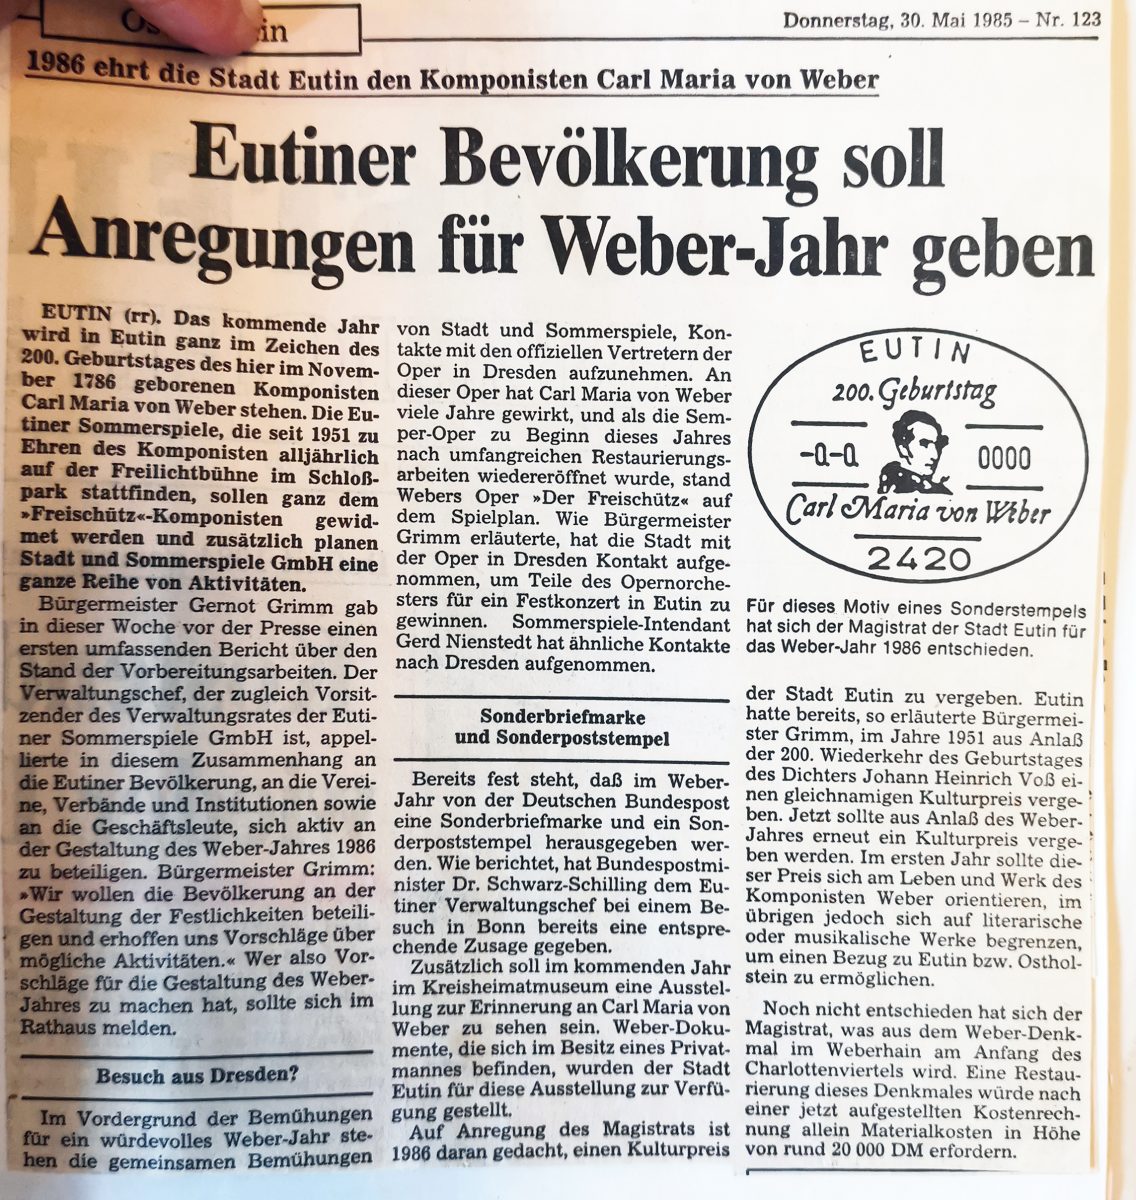 Donnerstag, 30. Mai 1985 – Nr. 123
1986 ehrt die Stadt Eutin den Komponisten Carl Maria von Weber
Eutiner Bevölkerung soll
Anregungen für Weber-Jahr geben
EUTIN (rr). Das kommende Jahr
wird in Eutin ganz im Zeichen des
200. Geburtstages des hier im Novem-
ber 1786 geborenen Komponisten
Carl Maria von Weber stehen. Die Eu-
tiner Sommerspiele, die seit 1951 zu
Ehren des Komponisten alljährlich
auf der Freilichtbühne im Schloß-
park stattfinden, sollen ganz dem
»Freischütz«-Komponisten gewid-
met werden und zusätzlich planen
Stadt und Sommerspiele GmbH eine
ganze Reihe von Aktivitäten.
Bürgermeister Gernot Grimm gab
in dieser Woche vor der Presse einen
ersten umfassenden Bericht über den
Stand der Vorbereitungsarbeiten. Der
Verwaltungschef, der zugleich Vorsit-
zender des Verwaltungsrates der Euti-
ner Sommerspiele GmbH ist, appel-
lierte in diesem Zusammenhang an
die Eutiner Bevölkerung, an die Verei-
ne, Verbände und Institutionen sowie
an die Geschäftsleute, sich aktiv an
der Gestaltung des Weber-Jahres 1986
zu beteiligen. Bürgermeister Grimm:
»Wir wollen die Bevölkerung an der
Gestaltung der Festlichkeiten beteili-
gen und erhoffen uns Vorschläge über
mögliche Aktivitäten.« Wer also Vor-
schläge für die Gestaltung des Weber-
Jahres zu machen hat, sollte sich im
Rathaus melden.
Besuch aus Dresden?
Im Vordergrund der Bemühungen
für ein würdevolles Weber-Jahr ste-
hen die gemeinsamen Bemühungen
von Stadt und Sommerspiele, Kon-
takte mit den offiziellen Vertretern der
Oper in Dresden aufzunehmen. An
dieser Oper hat Carl Maria von Weber
viele Jahre gewirkt, und als die Sem-
per-Oper zu Beginn dieses Jahres
nach umfangreichen Restaurierungs-
arbeiten wiedereröffnet wurde, stand
Webers Oper »Der Freischütz« auf
dem Spielplan. Wie Bürgermeister
Grimm erläuterte, hat die Stadt mit
der Oper in Dresden Kontakt aufge-
nommen, um Teile des Opernorche-
sters für ein Festkonzert in Eutin zu
gewinnen. Sommerspiele-Intendant
Gerd Nienstedt hat ähnliche Kontakte
nach Dresden aufgenommen.
Sonderbriefmarke
und Sonderpoststempel
Bereits fest steht, daß im Weber-
Jahr von der Deutschen Bundespost
eine Sonderbriefmarke und ein Son-
derpoststempel herausgegeben wer-
den. Wie berichtet, hat Bundespostmi-
nister Dr. Schwarz-Schilling dem Eu-
tiner Verwaltungschef bei einem Be-
such in Bonn bereits eine entspre-
chende Zusage gegeben.
Zusätzlich soll im kommenden Jahr
im Kreisheimatmuseum eine Ausstel-
lung zur Erinnerung an Carl Maria von
Weber zu sehen sein. Weber-Doku-
mente, die sich im Besitz eines Privat-
mannes befinden, wurden der Stadt
Eutin für diese Ausstellung zur Verfü-
gung gestellt.
Auf Anregung des Magistrats ist
1986 daran gedacht, einen Kulturpreis
EUTIN
200. Geburtstag
-a-a 0000
Carl Maria von Weber
2420
Für dieses Motiv eines Sonderstempels
hat sich der Magistrat der Stadt Eutin für
das Weber-Jahr 1986 entschieden.
der Stadt Eutin zu vergeben. Eutin
hatte bereits, so erläuterte Bürgermei-
ster Grimm, im Jahre 1951 aus Anlaß
der 200. Wiederkehr des Geburtstages
des Dichters Johann Heinrich Voß ei-
nen gleichnamigen Kulturpreis verge-
ben. Jetzt sollte aus Anlaß des Weber-
Jahres erneut ein Kulturpreis verge-
ben werden. Im ersten Jahr sollte die-
ser Preis sich am Leben und Werk des
Komponisten Weber orientieren, im
übrigen jedoch sich auf literarische
oder musikalische Werke begrenzen,
um einen Bezug zu Eutin bzw. Osthol-
stein zu ermöglichen.
Noch nicht entschieden hat sich der
Magistrat, was aus dem Weber-Denk-
mal im Weberhain am Anfang des
Charlottenviertels wird. Eine Restau-
rierung dieses Denkmales würde nach
einer jetzt aufgestellten Kostenrech-
nung allein Materialkosten in Höhe
von rund 20 000 DM erfordern.